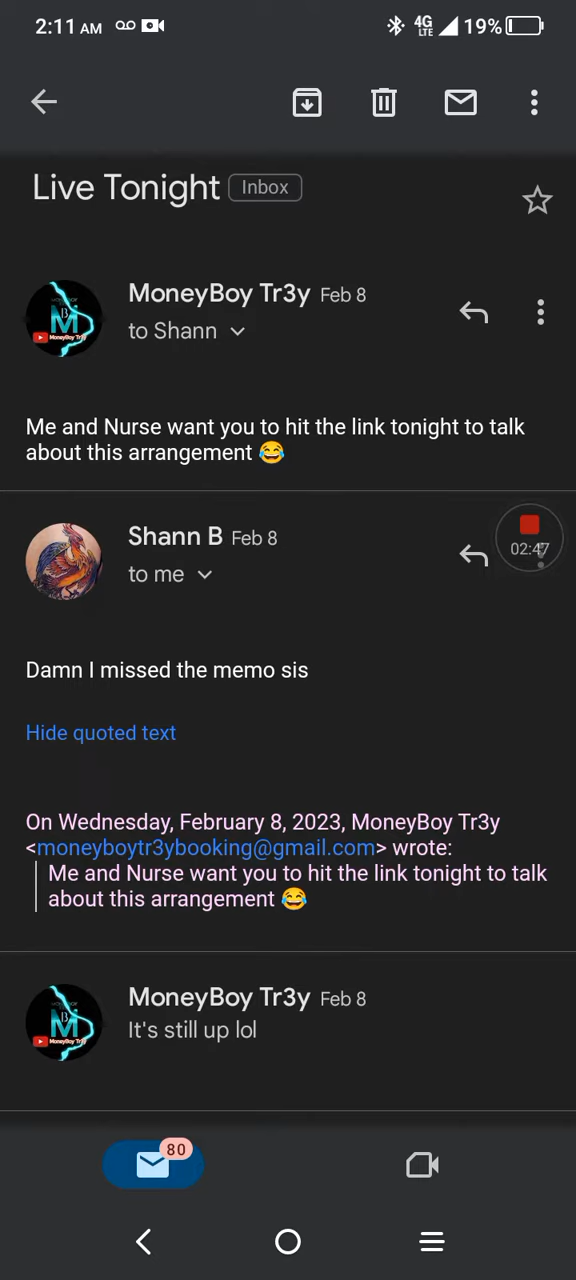 2:11 AM 4G LTE 19%
Live Tonight Inbox
MoneyBoy Tr3y Feb 8
to Shann
Me and Nurse want you to hit the link tonight to talk
about this arrangement 😂
Shann B Feb 8
02:47
to me
Damn I missed the memo sis
Hide quoted text
On Wednesday, February 8, 2023, MoneyBoy Tr3y
<moneyboytr3ybooking@gmail.com> wrote:
Me and Nurse want you to hit the link tonight to talk
about this arrangement 😂
MoneyBoy Tr3y Feb 8
It's still up lol
80